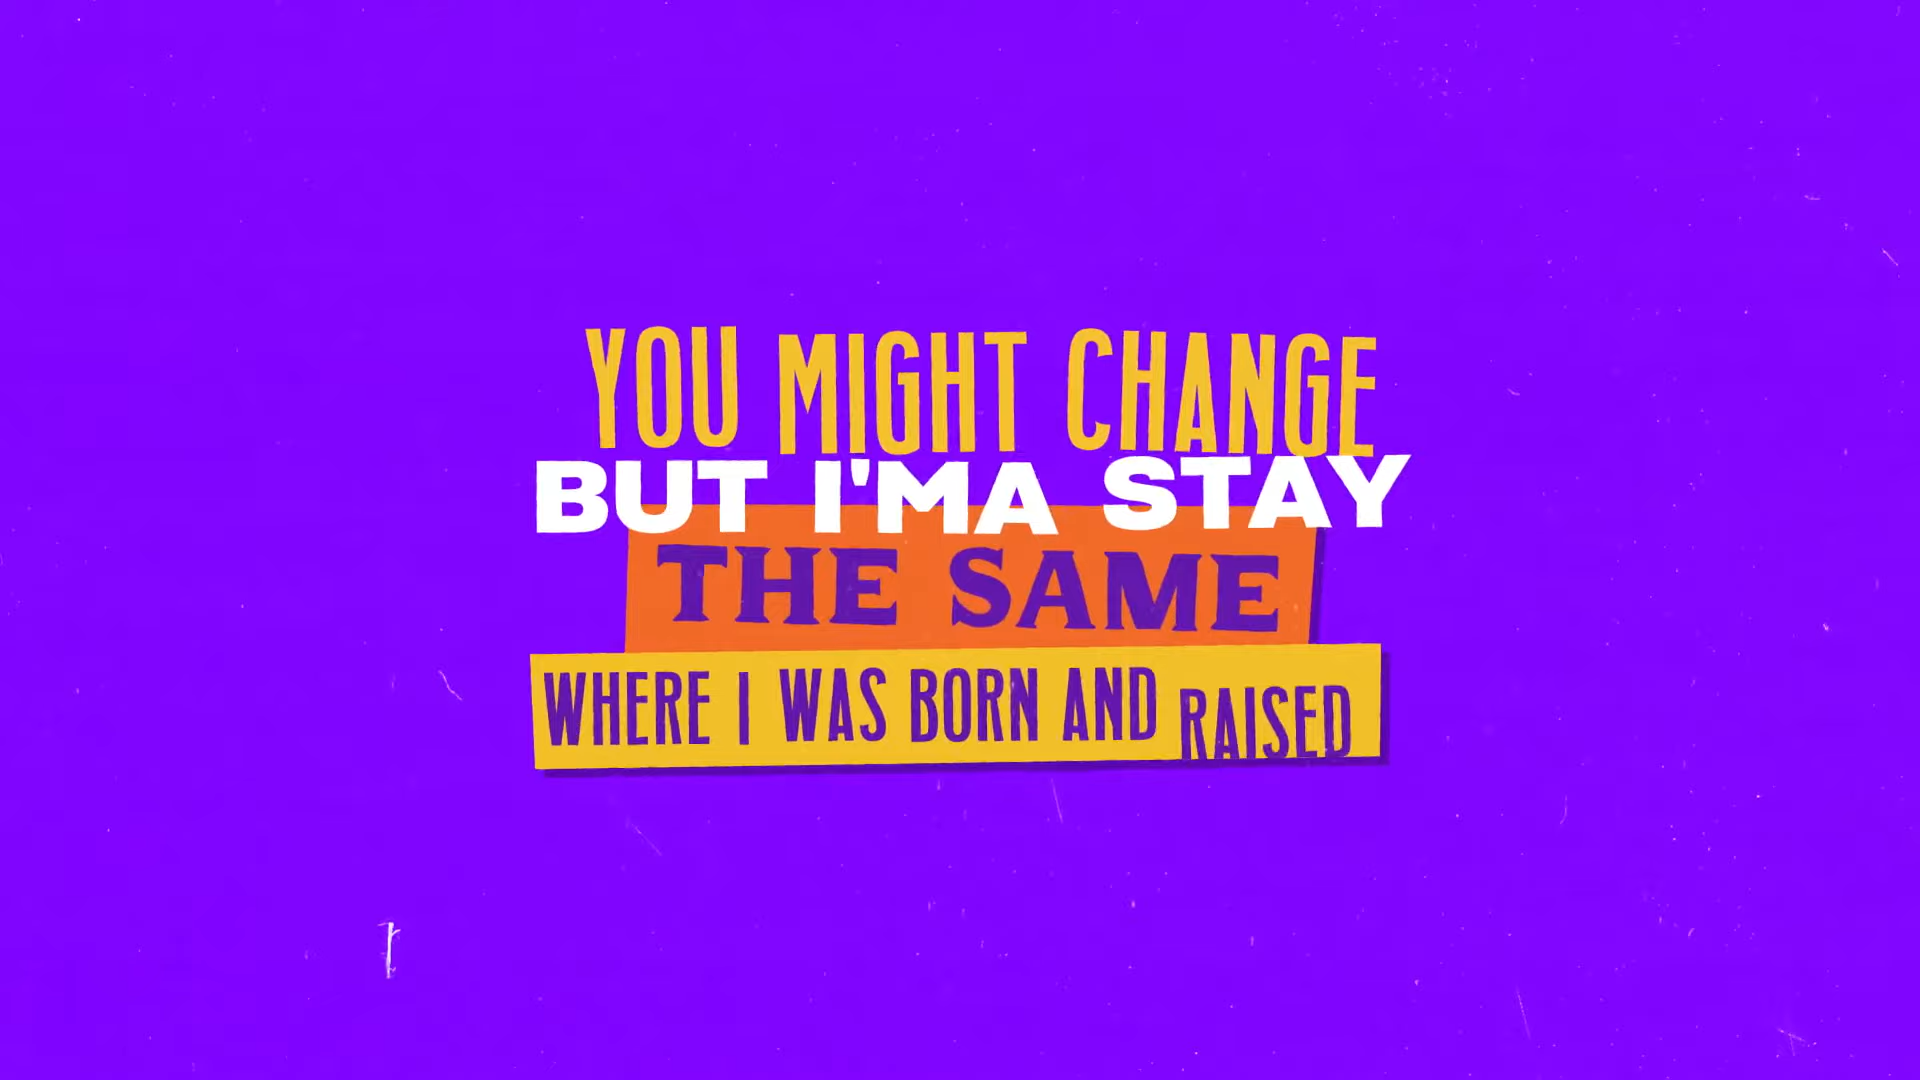 YOU MIGHT CHANGE
BUT I'MA STAY
THE SAME
WHERE I WAS BORN AND RAISED